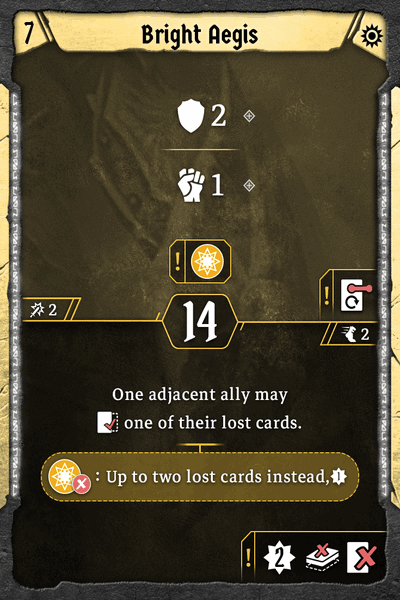 7 Bright Aegis
2
1
!
!
2
14
2
One adjacent ally may
one of their lost cards.
: Up to two lost cards instead, 1
! 2